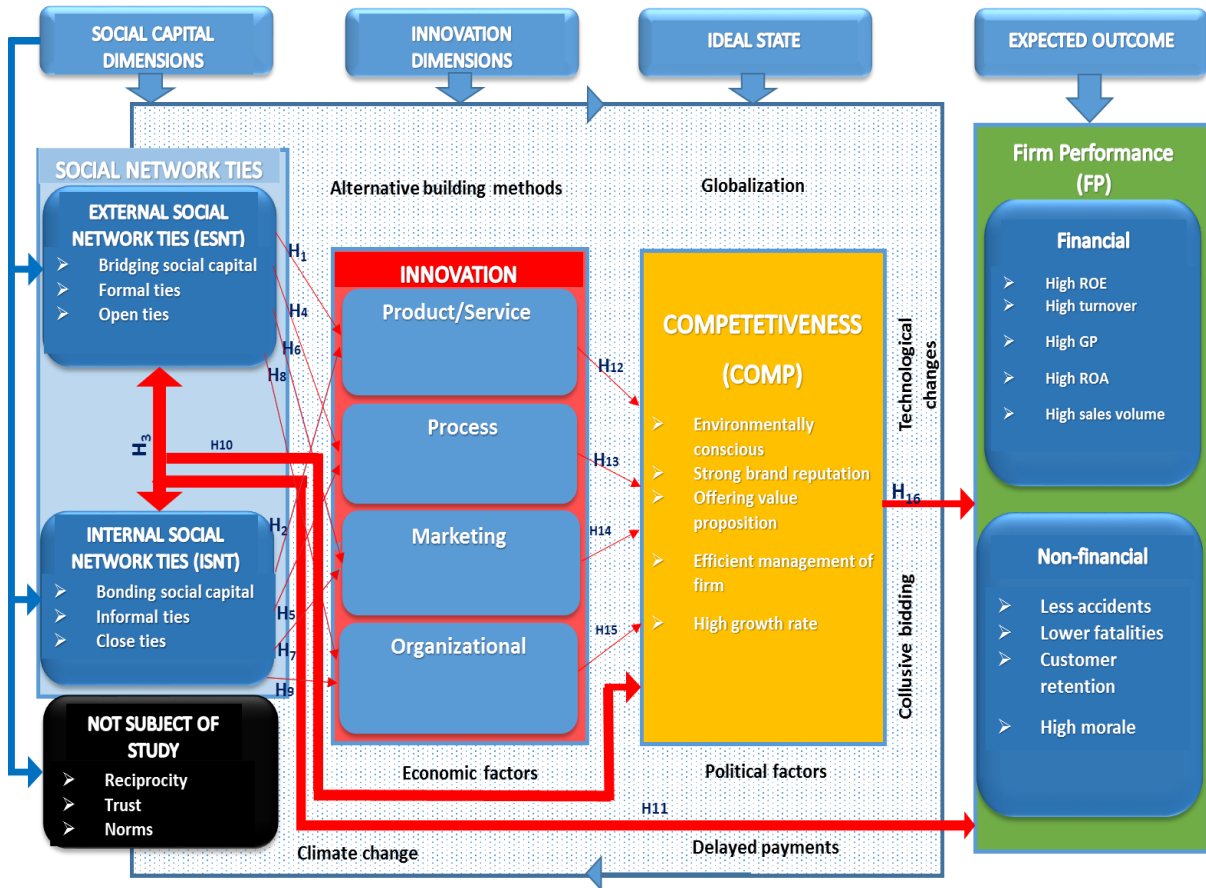 SOCIAL CAPITAL
DIMENSIONS
INNOVATION
DIMENSIONS
IDEAL STATE
EXPECTED OUTCOME
SOCIAL NETWORK TIES
EXTERNAL SOCIAL
NETWORK TIES (ESNT)
Bridging social capital
Formal ties
Open ties
H3
H10
INTERNAL SOCIAL
NETWORK TIES (ISNT)
Bonding social capital
Informal ties
Close ties
NOT SUBJECT OF
STUDY
Reciprocity
Trust
Norms
H1
H4
H6
H8
H2
H5
H7
H9
Alternative building methods
Globalization
INNOVATION
Product/Service
Process
Marketing
Organizational
H12
H13
H14
H15
COMPETETIVENESS
(COMP)
Environmentally
conscious
Strong brand reputation
Offering value
proposition
Efficient management of
firm
High growth rate
Technological
changes
H16
Collusive bidding
Economic factors
Political factors
H11
Climate change
Delayed payments
Firm Performance
(FP)
Financial
High ROE
High turnover
High GP
High ROA
High sales volume
Non-financial
Less accidents
Lower fatalities
Customer
retention
High morale